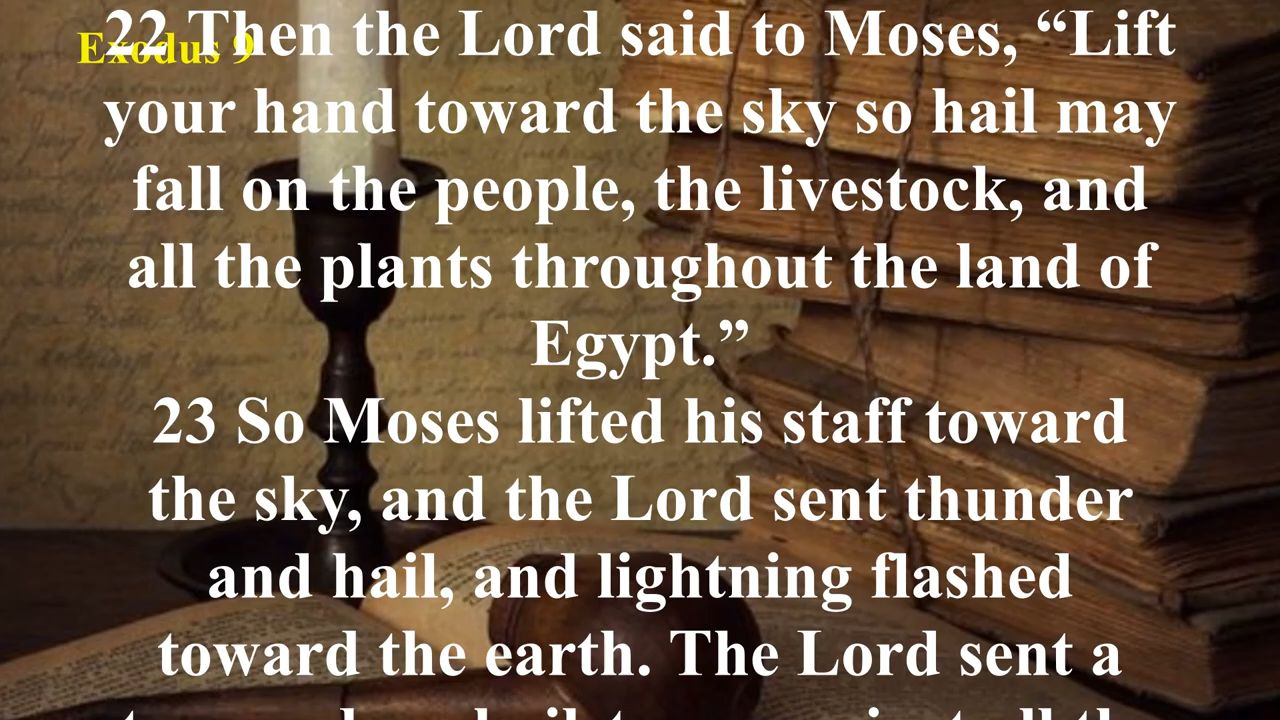 Exodus 9
22 Then the Lord said to Moses, “Lift
your hand toward the sky so hail may
fall on the people, the livestock, and
all the plants throughout the land of
Egypt.”
23 So Moses lifted his staff toward
the sky, and the Lord sent thunder
and hail, and lightning flashed
toward the earth. The Lord sent a